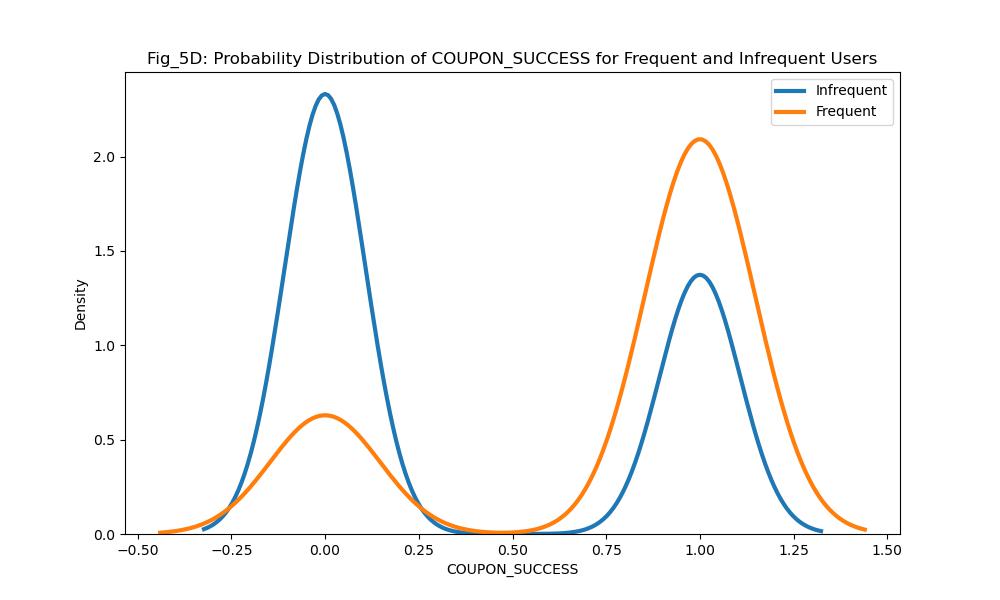 Fig_5D: Probability Distribution of COUPON_SUCCESS for Frequent and Infrequent Users
Infrequent
Frequent
2.0
1.5
1.0
0.5
0.0
Density
−0.50 −0.25 0.00 0.25 0.50 0.75 1.00 1.25 1.50
COUPON_SUCCESS